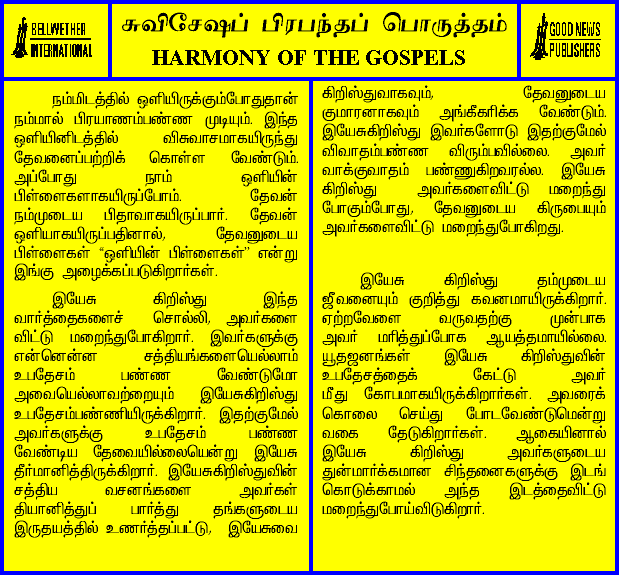 BELLWETHER
INTERNATIONAL
சுவிசேஷப் பிரபந்தப் பொருத்தம்
HARMONY OF THE GOSPELS
GOOD NEWS
PUBLISHERS
நம்மிடத்தில் ஒளியிருக்கும்போதுதான்
நம்மால் பிரயாணம்பண்ண முடியும். இந்த
ஒளியினிடத்தில் விசுவாசமாகயிருந்து
தேவனைப்பற்றிக் கொள்ள வேண்டும்.
அப்போது நாம் ஒளியின்
பிள்ளைகளாகயிருப்போம். தேவன்
நம்முடைய பிதாவாகயிருப்பார். தேவன்
ஒளியாகயிருப்பதினால், தேவனுடைய
பிள்ளைகள் “ஒளியின் பிள்ளைகள்” என்று
இங்கு அழைக்கப்படுகிறார்கள்.
இயேசு கிறிஸ்து இந்த
வார்த்தைகளைச் சொல்லி, அவர்களை
விட்டு மறைந்துபோகிறார். இவர்களுக்கு
என்னென்ன சத்தியங்களையெல்லாம்
உபதேசம் பண்ண வேண்டுமோ
அவையெல்லாவற்றையும் இயேசுகிறிஸ்து
உபதேசம்பண்ணியிருக்கிறார். இதற்குமேல்
அவர்களுக்கு உபதேசம் பண்ண
வேண்டிய தேவையில்லையென்று இயேசு
தீர்மானித்திருக்கிறார். இயேசுகிறிஸ்துவின்
சத்திய வசனங்களை அவர்கள்
தியானித்துப் பார்த்து தங்களுடைய
இருதயத்தில் உணர்த்தப்பட்டு, இயேசுவை
கிறிஸ்துவாகவும், தேவனுடைய
குமாரனாகவும் அங்கீகரிக்க வேண்டும்.
இயேசுகிறிஸ்து இவர்களோடு இதற்குமேல்
விவாதம்பண்ண விரும்பவில்லை. அவர்
வாக்குவாதம் பண்ணுகிறவரல்ல. இயேசு
கிறிஸ்து அவர்களைவிட்டு மறைந்து
போகும்போது, தேவனுடைய கிருபையும்
அவர்களைவிட்டு மறைந்துபோகிறது.
இயேசு கிறிஸ்து தம்முடைய
ஜீவனையும் குறித்து கவனமாயிருக்கிறார்.
ஏற்றவேளை வருவதற்கு முன்பாக
அவர் மரித்துப்போக ஆயத்தமாயில்லை.
யூதஜனங்கள் இயேசு கிறிஸ்துவின்
உபதேசத்தைக் கேட்டு அவர்
மீது கோபமாகயிருக்கிறார்கள். அவரைக்
கொலை செய்து போடவேண்டுமென்று
வகை தேடுகிறார்கள். ஆகையினால்
இயேசு கிறிஸ்து அவர்களுடைய
துன்மார்க்கமான சிந்தனைகளுக்கு இடங்
கொடுக்காமல் அந்த இடத்தைவிட்டு
மறைந்துபோய்விடுகிறார்.